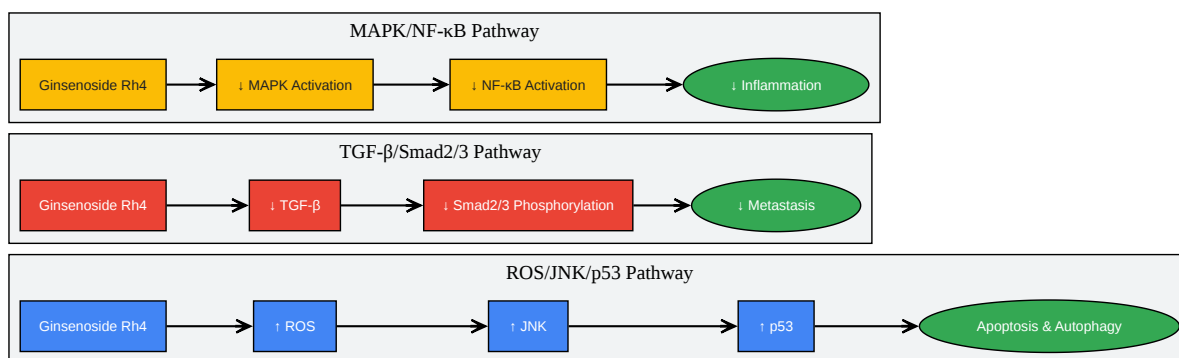 MAPK/NF-κB Pathway
Ginsenoside Rh4
↓ MAPK Activation
↓ NF-κB Activation
↓ Inflammation
TGF-β/Smad2/3 Pathway
Ginsenoside Rh4
↓ TGF-β
↓ Smad2/3 Phosphorylation
↓ Metastasis
ROS/JNK/p53 Pathway
Ginsenoside Rh4
↑ ROS
↑ JNK
↑ p53
Apoptosis & Autophagy